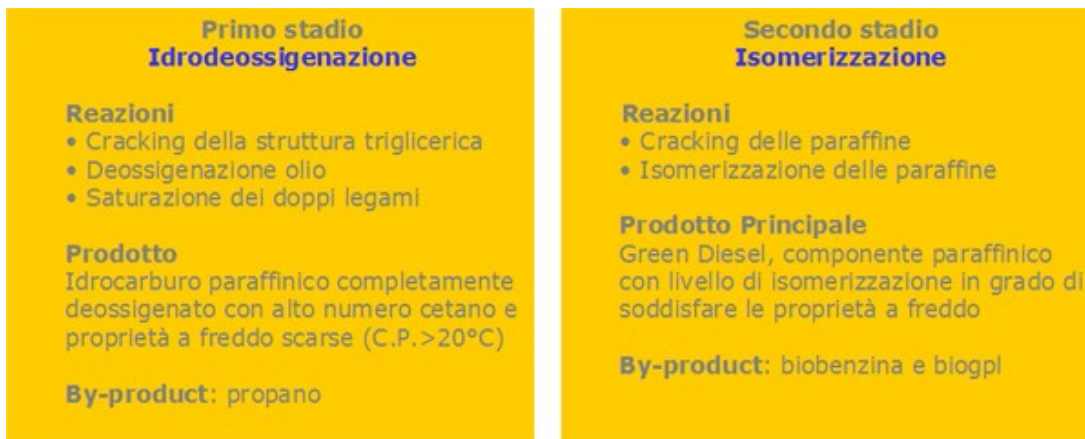 Primo stadio
Idrodeossigenazione
Reazioni
• Cracking della struttura triglicerica
• Deossigenazione olio
• Saturazione dei doppi legami
Prodotto
Idrocarburo paraffinico completamente
deossigenato con alto numero cetano e
proprietà a freddo scarse (C.P.>20°C)
By-product: propano
Secondo stadio
Isomerizzazione
Reazioni
• Cracking delle paraffine
• Isomerizzazione delle paraffine
Prodotto Principale
Green Diesel, componente paraffinico
con livello di isomerizzazione in grado di
soddisfare le proprietà a freddo
By-product: biobenzina e biogpl